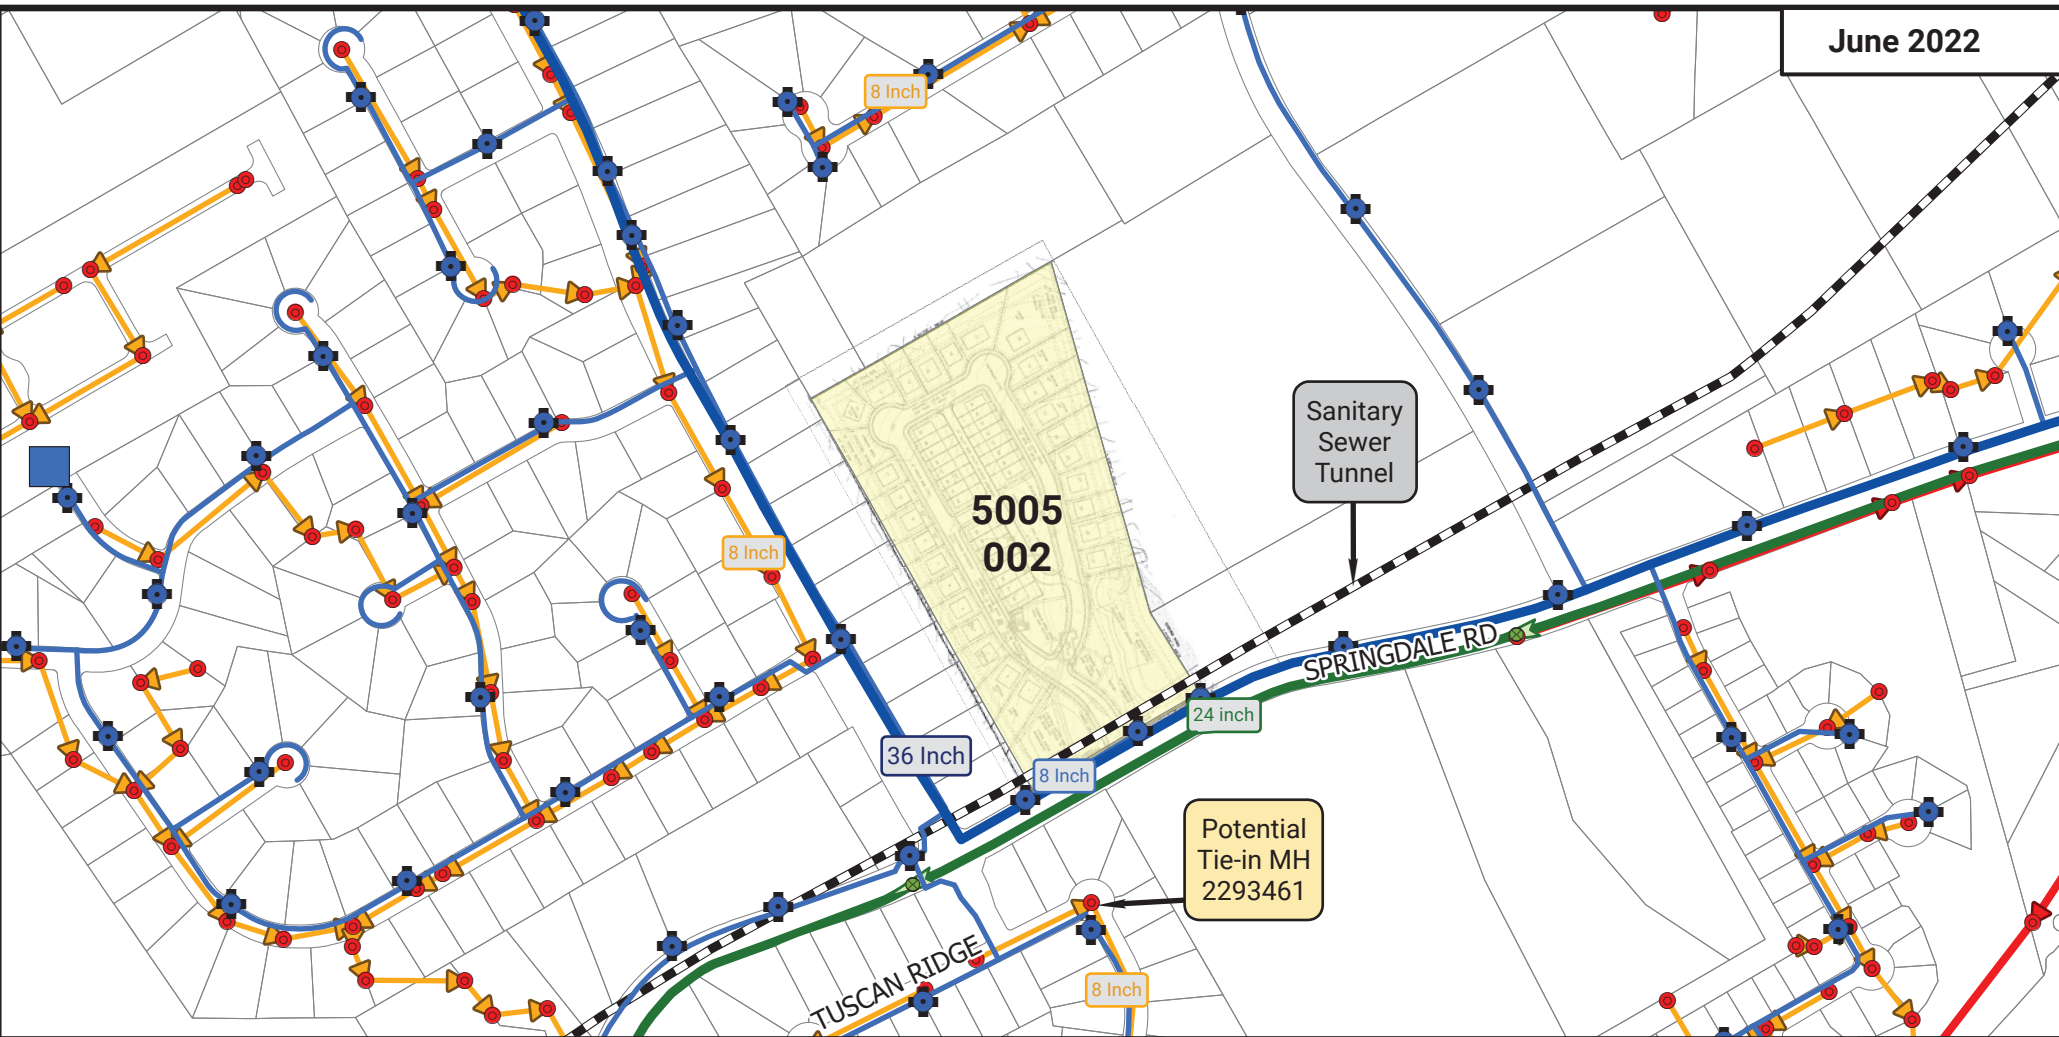 June 2022
8 Inch
Sanitary
Sewer
Tunnel
5005
002
8 Inch
SPRINGDALE RD
24 inch
36 Inch
8 Inch
Potential
Tie-in MH
2293461
TUSCAN RIDGE
8 Inch